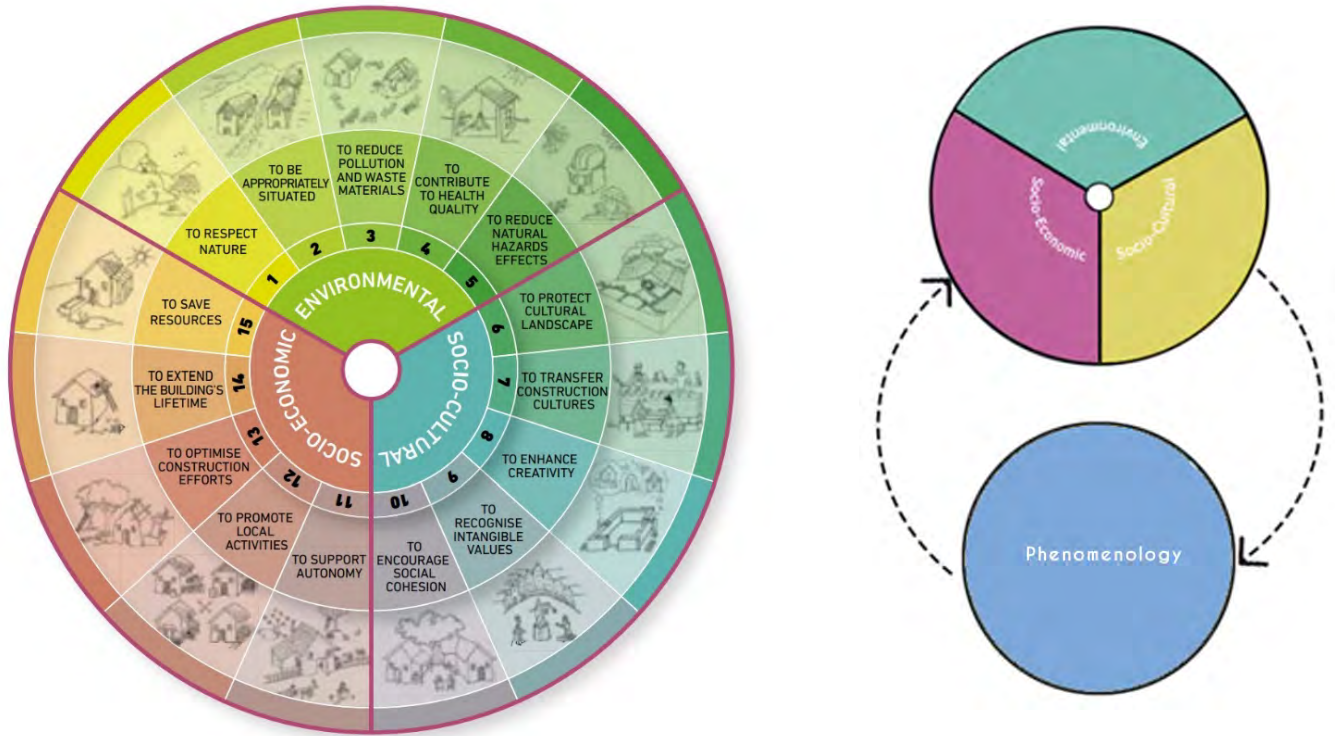 TO RESPECT
NATURE
1
TO BE
APPROPRIATELY
SITUATED
2
TO REDUCE
POLLUTION
AND WASTE
MATERIALS
3
TO
CONTRIBUTE
TO HEALTH
QUALITY
4
TO REDUCE
NATURAL
HAZARDS
EFFECTS
5
TO PROTECT
CULTURAL
LANDSCAPE
6
TO TRANSFER
CONSTRUCTION
CULTURES
7
TO ENHANCE
CREATIVITY
8
TO
RECOGNISE
INTANGIBLE
VALUES
9
TO
ENCOURAGE
SOCIAL
COHESION
10
TO SUPPORT
AUTONOMY
11
TO PROMOTE
LOCAL
ACTIVITIES
12
TO OPTIMISE
CONSTRUCTION
EFFORTS
13
TO EXTEND
THE BUILDING'S
LIFETIME
14
TO SAVE
RESOURCES
15
ENVIRONMENTAL
SOCIO-CULTURAL
SOCIO-ECONOMIC
Environmental
Socio-Economic
Socio-Cultural
Phenomenology